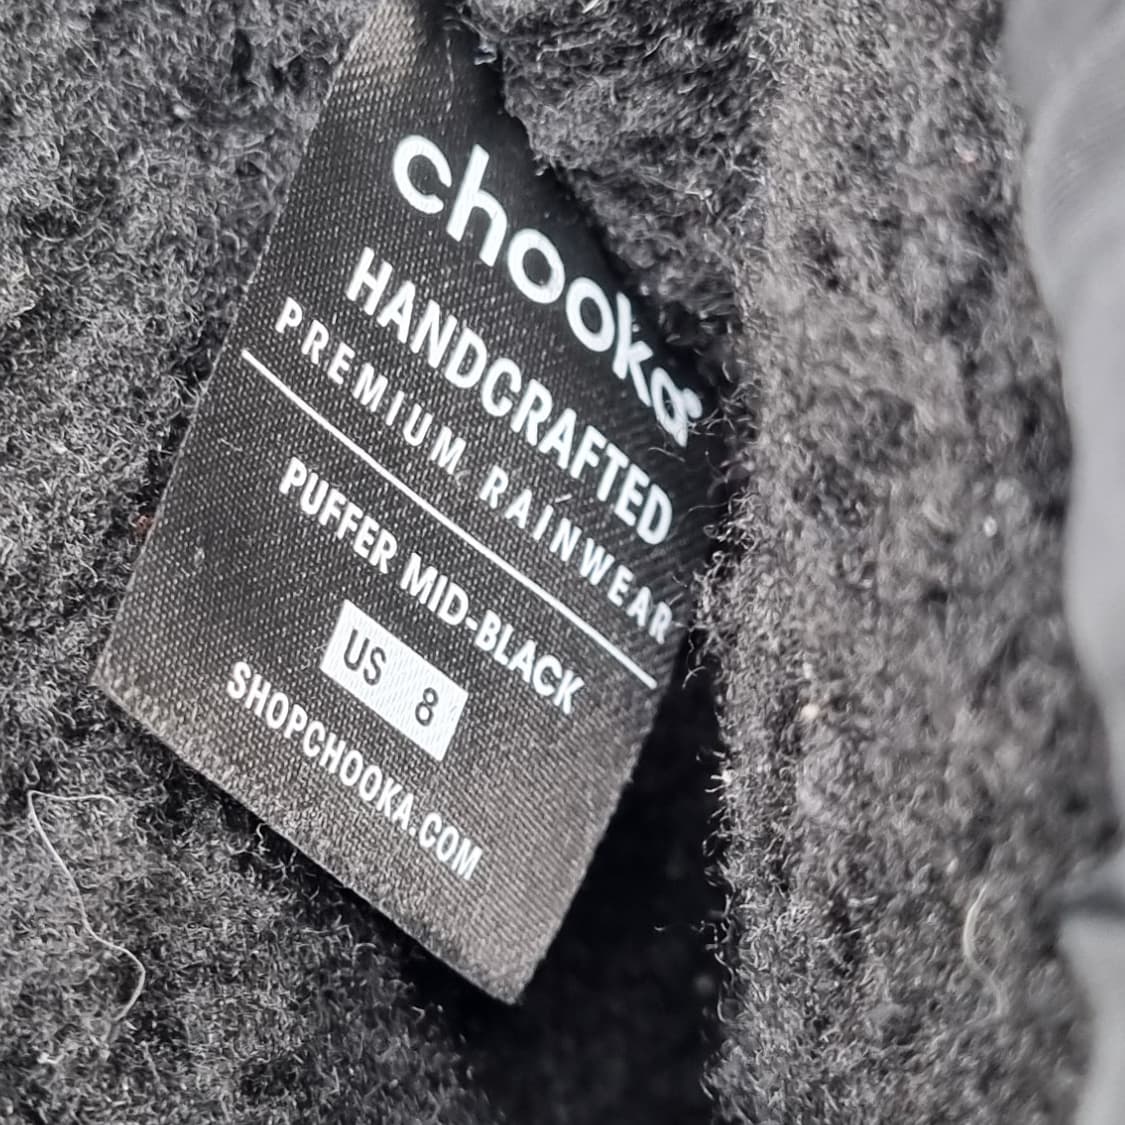 chooka®
HANDCRAFTED
PREMIUM RAINWEAR
PUFFER MID-BLACK
US 8
SHOPCHOOKA.COM